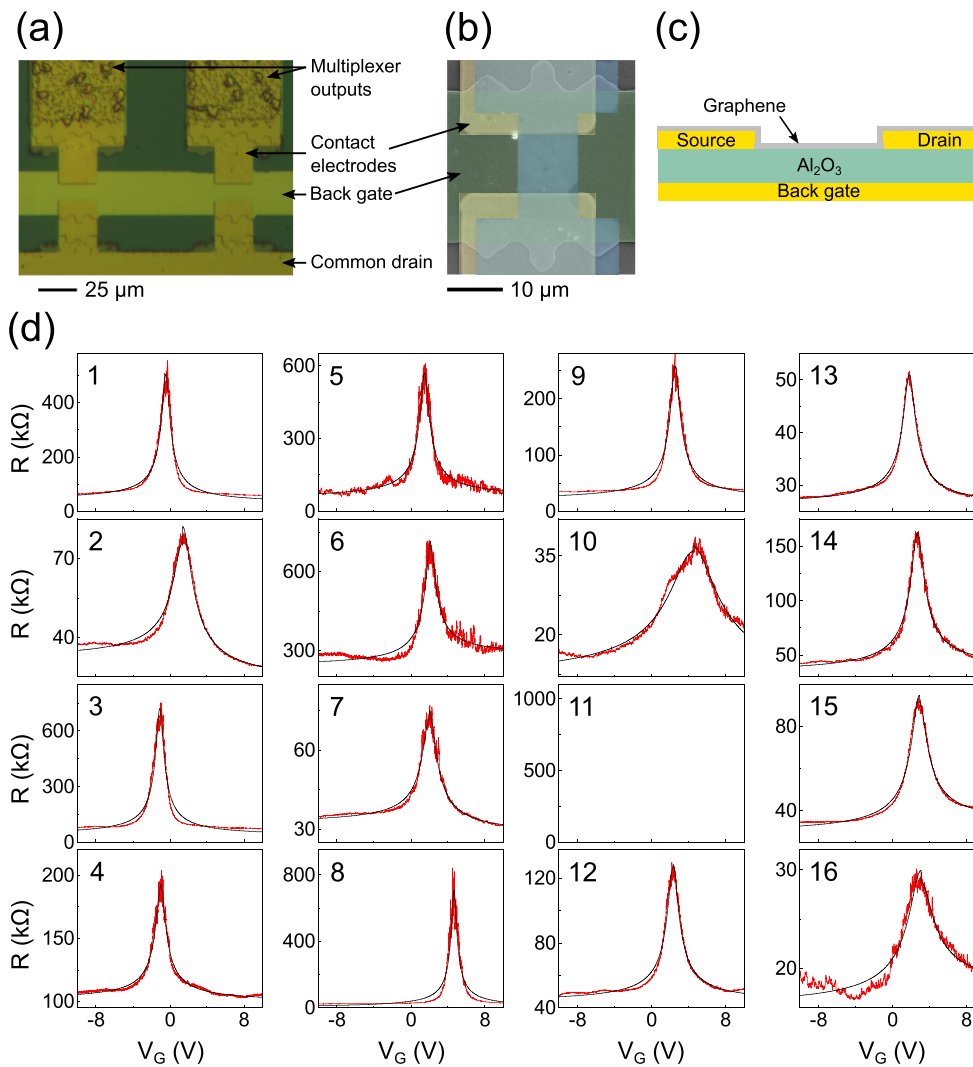 (a)
(b)
(c)
Multiplexer
outputs
Contact
electrodes
Back gate
Common drain
25 µm
10 µm
Graphene
Source
Drain
Al₂O₃
Back gate
(d)
R (kΩ)
400
200
0
1
600
300
0
5
200
100
0
9
50
40
30
13
R (kΩ)
70
40
2
600
300
6
35
20
10
150
100
50
14
R (kΩ)
600
300
0
3
60
30
7
1000
500
0
11
80
40
15
R (kΩ)
200
150
100
4
800
400
0
8
120
80
40
12
30
20
16
-8
0
8
-8
0
8
-8
0
8
-8
0
8
V_G (V)
V_G (V)
V_G (V)
V_G (V)